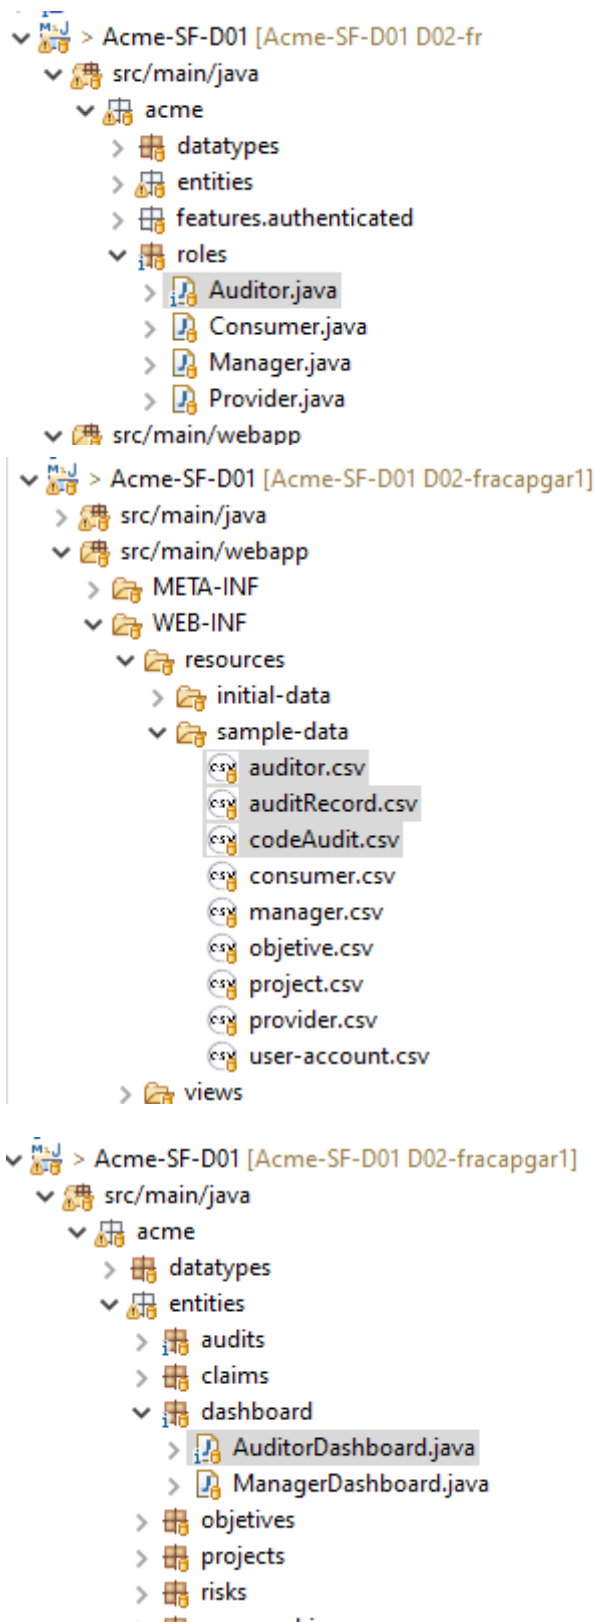 > Acme-SF-D01 [Acme-SF-D01 D02-fr
src/main/java
acme
datatypes
entities
features.authenticated
roles
Auditor.java
Consumer.java
Manager.java
Provider.java
src/main/webapp
> Acme-SF-D01 [Acme-SF-D01 D02-fracapgar1]
src/main/java
src/main/webapp
META-INF
WEB-INF
resources
initial-data
sample-data
auditor.csv
auditRecord.csv
codeAudit.csv
consumer.csv
manager.csv
objetive.csv
project.csv
provider.csv
user-account.csv
views
> Acme-SF-D01 [Acme-SF-D01 D02-fracapgar1]
src/main/java
acme
datatypes
entities
audits
claims
dashboard
AuditorDashboard.java
ManagerDashboard.java
objetives
projects
risks